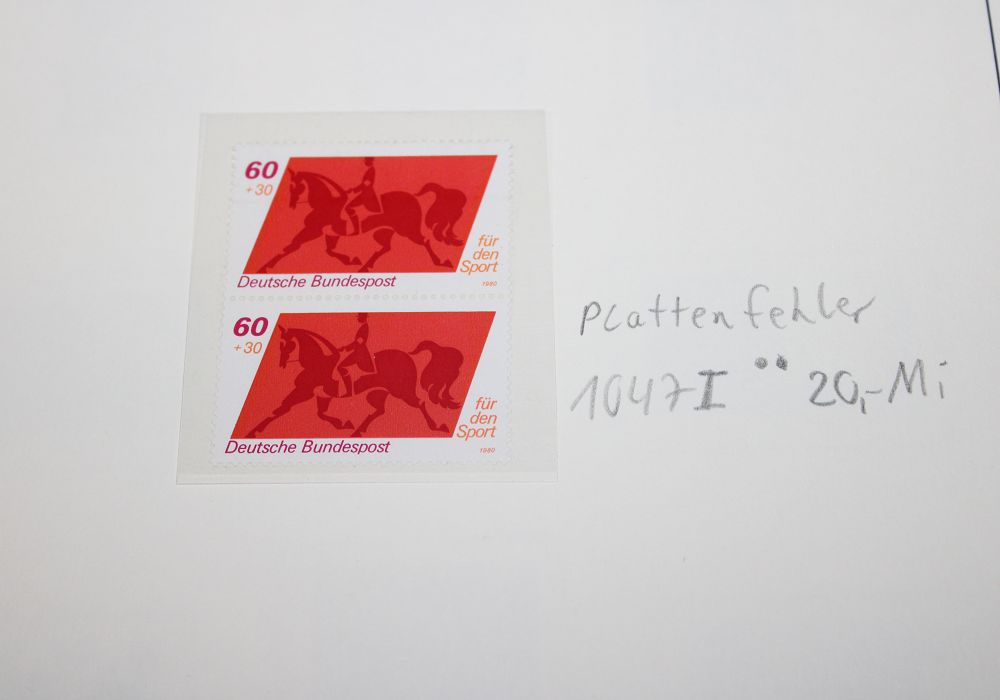 60
+ 30
für
den
Sport
Deutsche Bundespost
1980
60
+ 30
für
den
Sport
Deutsche Bundespost
1980
Plattenfehler
1047 I ** 20,- Mi